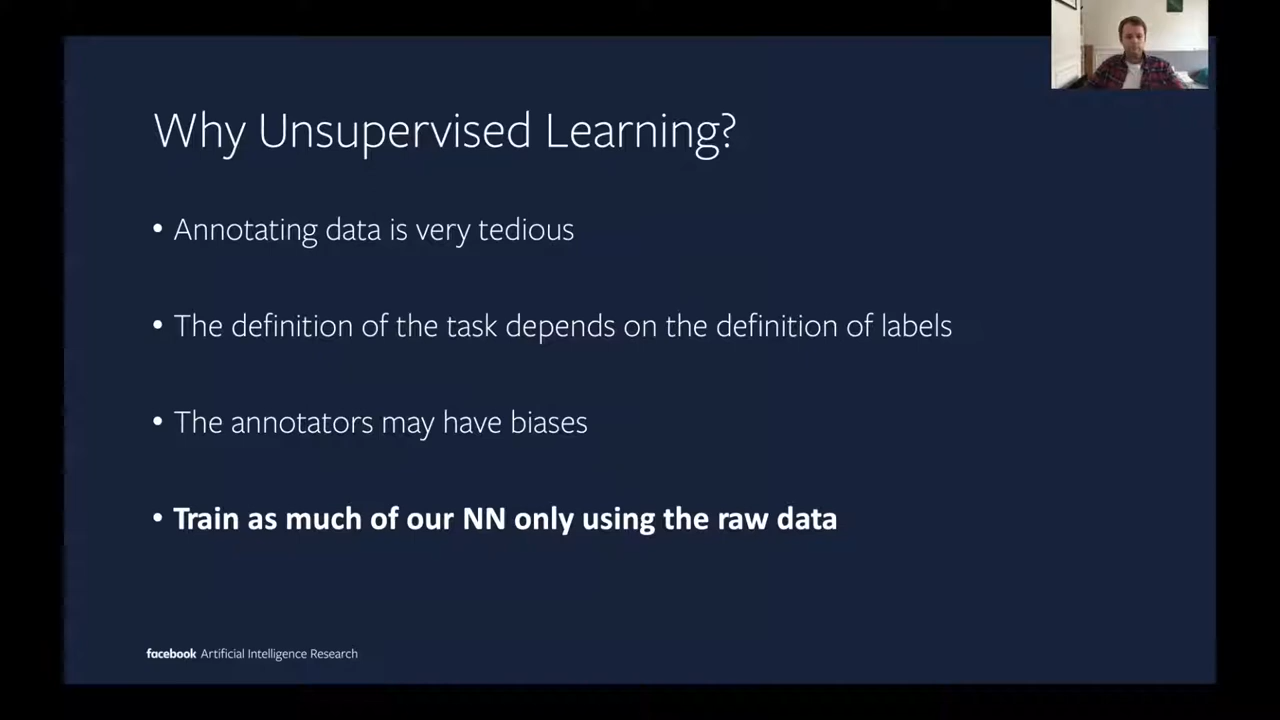 Why Unsupervised Learning?
• Annotating data is very tedious
• The definition of the task depends on the definition of labels
• The annotators may have biases
• Train as much of our NN only using the raw data
facebook Artificial Intelligence Research